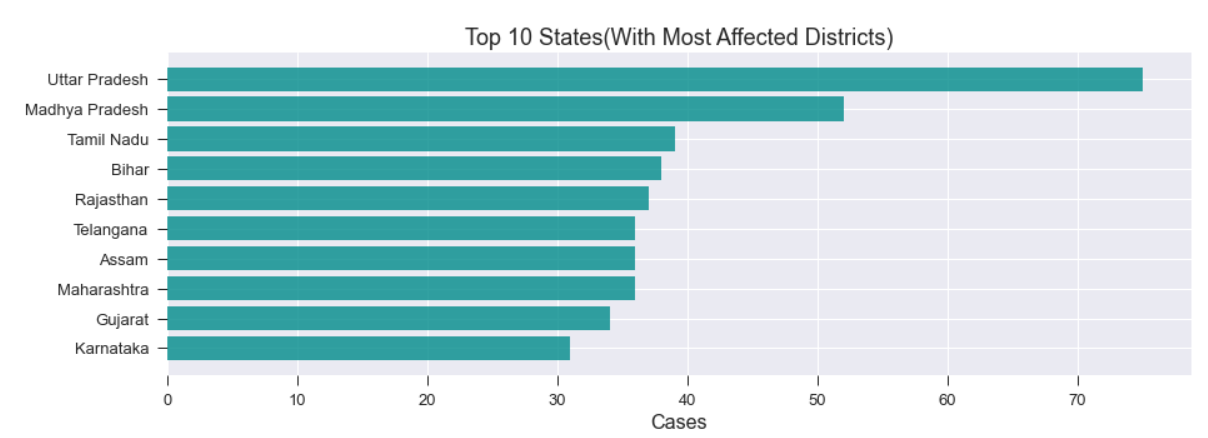 Top 10 States(With Most Affected Districts)
Uttar Pradesh
Madhya Pradesh
Tamil Nadu
Bihar
Rajasthan
Telangana
Assam
Maharashtra
Gujarat
Karnataka
0 10 20 30 40 50 60 70
Cases